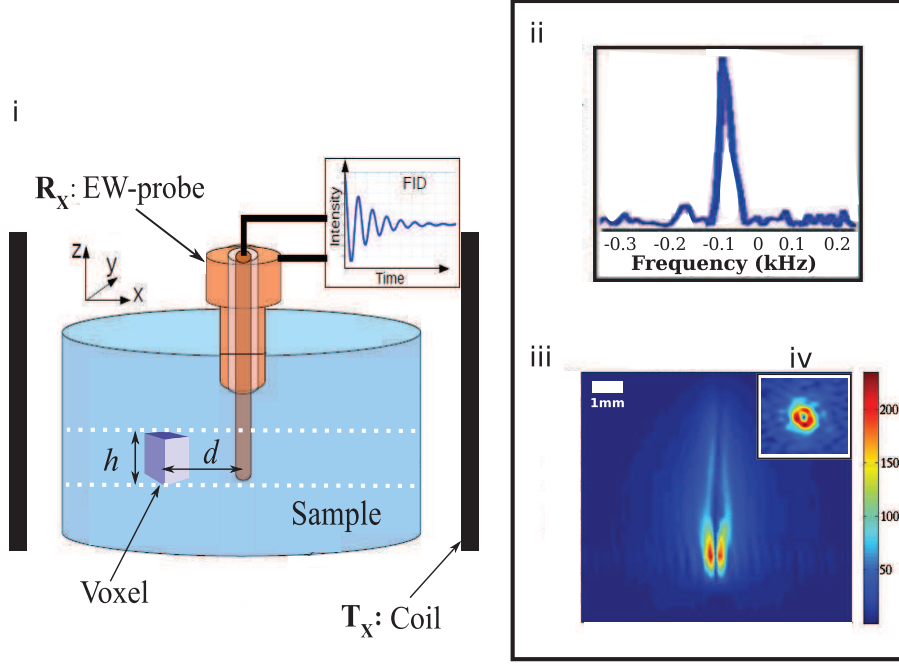 i
R_X: EW-probe
FID
Intensity
Time
z
y
x
h
d
Sample
Voxel
T_X: Coil
ii
-0.3 -0.2 -0.1 0 0.1 0.2
Frequency (kHz)
iii
iv
1mm
200
150
100
50